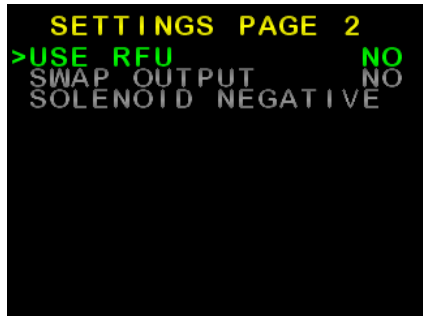 SETTINGS PAGE 2
>USE RFU NO
SWAP OUTPUT NO
SOLENOID NEGATIVE